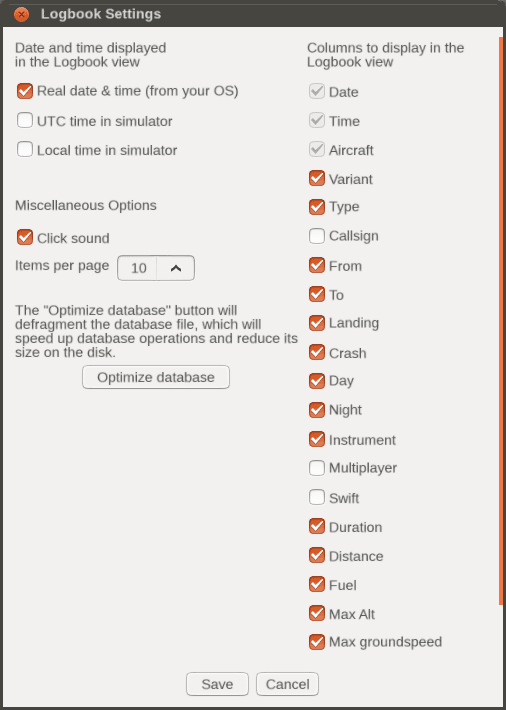 Logbook Settings
Date and time displayed
in the Logbook view
Real date & time (from your OS)
UTC time in simulator
Local time in simulator
Miscellaneous Options
Click sound
Items per page 10
The "Optimize database" button will
defragment the database file, which will
speed up database operations and reduce its
size on the disk.
Optimize database
Columns to display in the
Logbook view
Date
Time
Aircraft
Variant
Type
Callsign
From
To
Landing
Crash
Day
Night
Instrument
Multiplayer
Swift
Duration
Distance
Fuel
Max Alt
Max groundspeed
Save Cancel